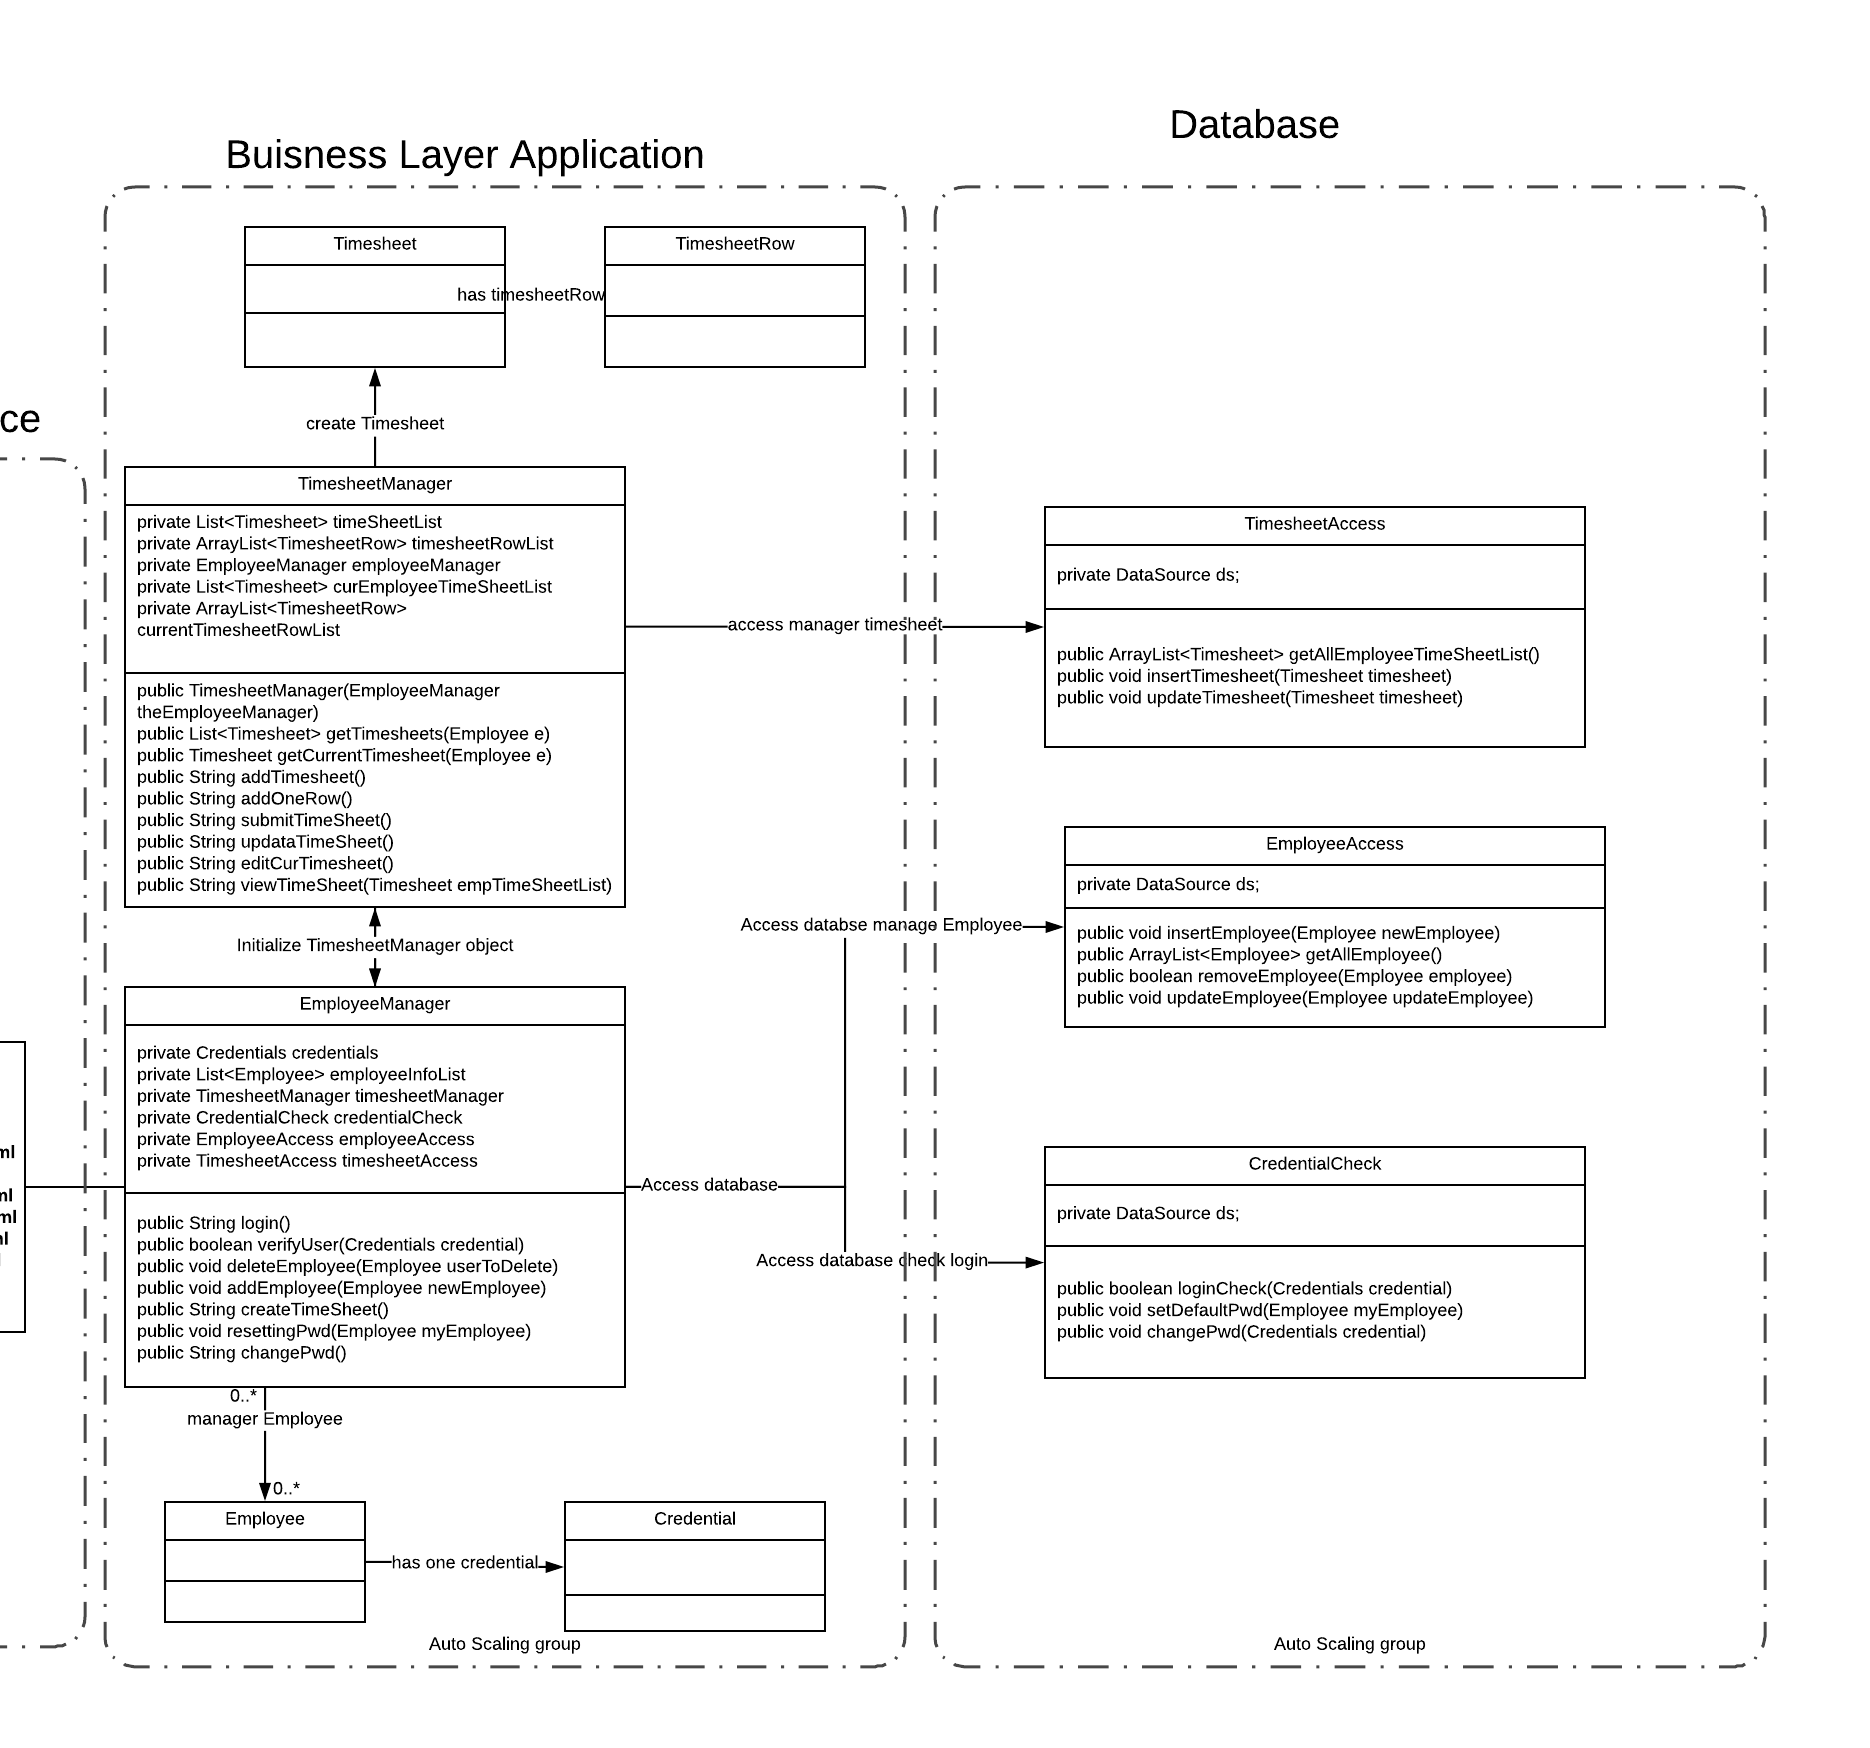 Buisness Layer Application
Database
ce
Timesheet
TimesheetRow
has timesheetRow
create Timesheet
TimesheetManager
private List<Timesheet> timeSheetList
private ArrayList<TimesheetRow> timesheetRowList
private EmployeeManager employeeManager
private List<Timesheet> curEmployeeTimeSheetList
private ArrayList<TimesheetRow>
currentTimesheetRowList
public TimesheetManager(EmployeeManager
theEmployeeManager)
public List<Timesheet> getTimesheets(Employee e)
public Timesheet getCurrentTimesheet(Employee e)
public String addTimesheet()
public String addOneRow()
public String submitTimeSheet()
public String updataTimeSheet()
public String editCurTimesheet()
public String viewTimeSheet(Timesheet empTimeSheetList)
access manager timesheet
TimesheetAccess
private DataSource ds;
public ArrayList<Timesheet> getAllEmployeeTimeSheetList()
public void insertTimesheet(Timesheet timesheet)
public void updateTimesheet(Timesheet timesheet)
Initialize TimesheetManager object
EmployeeManager
private Credentials credentials
private List<Employee> employeeInfoList
private TimesheetManager timesheetManager
private CredentialCheck credentialCheck
private EmployeeAccess employeeAccess
private TimesheetAccess timesheetAccess
public String login()
public boolean verifyUser(Credentials credential)
public void deleteEmployee(Employee userToDelete)
public void addEmployee(Employee newEmployee)
public String createTimeSheet()
public void resettingPwd(Employee myEmployee)
public String changePwd()
Access database
Access databse manage Employee
EmployeeAccess
private DataSource ds;
public void insertEmployee(Employee newEmployee)
public ArrayList<Employee> getAllEmployee()
public boolean removeEmployee(Employee employee)
public void updateEmployee(Employee updateEmployee)
Access database check login
CredentialCheck
private DataSource ds;
public boolean loginCheck(Credentials credential)
public void setDefaultPwd(Employee myEmployee)
public void changePwd(Credentials credential)
0..*
manager Employee
0..*
Employee
has one credential
Credential
Auto Scaling group
Auto Scaling group